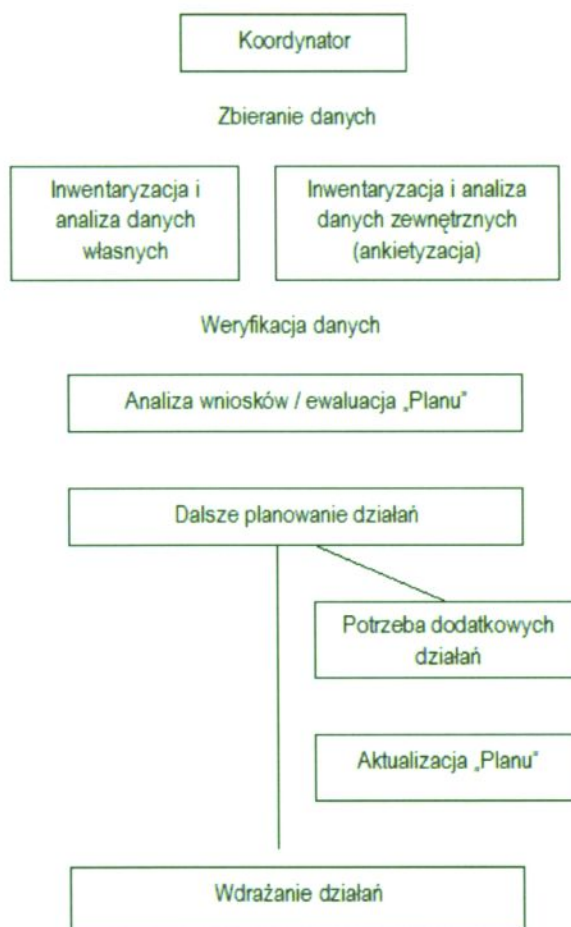 Koordynator
Zbieranie danych
Inwentaryzacja i
analiza danych
własnych
Inwentaryzacja i analiza
danych zewnętrznych
(ankietyzacja)
Weryfikacja danych
Analiza wniosków / ewaluacja „Planu”
Dalsze planowanie działań
Potrzeba dodatkowych
działań
Aktualizacja „Planu”
Wdrażanie działań